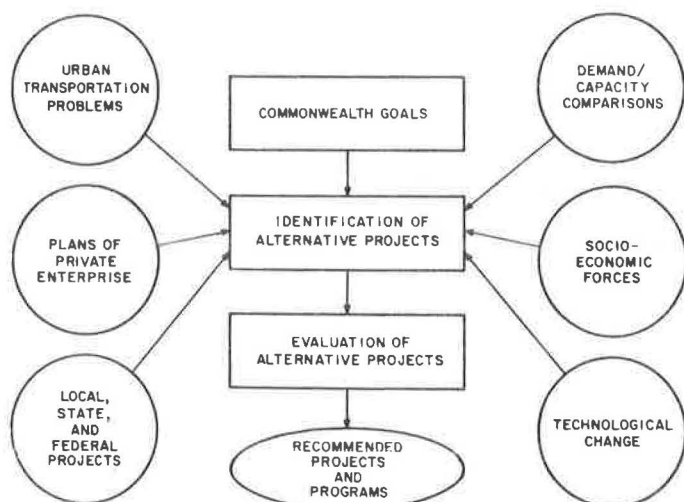 URBAN
TRANSPORTATION
PROBLEMS
COMMONWEALTH GOALS
DEMAND/
CAPACITY
COMPARISONS
PLANS OF
PRIVATE
ENTERPRISE
IDENTIFICATION OF
ALTERNATIVE PROJECTS
SOCIO-
ECONOMIC
FORCES
EVALUATION OF
ALTERNATIVE PROJECTS
LOCAL,
STATE,
AND
FEDERAL
PROJECTS
RECOMMENDED
PROJECTS
AND
PROGRAMS
TECHNOLOGICAL
CHANGE